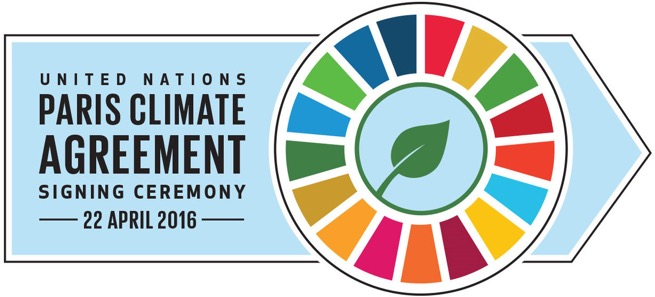 UNITED NATIONS
PARIS CLIMATE
AGREEMENT
SIGNING CEREMONY
22 APRIL 2016